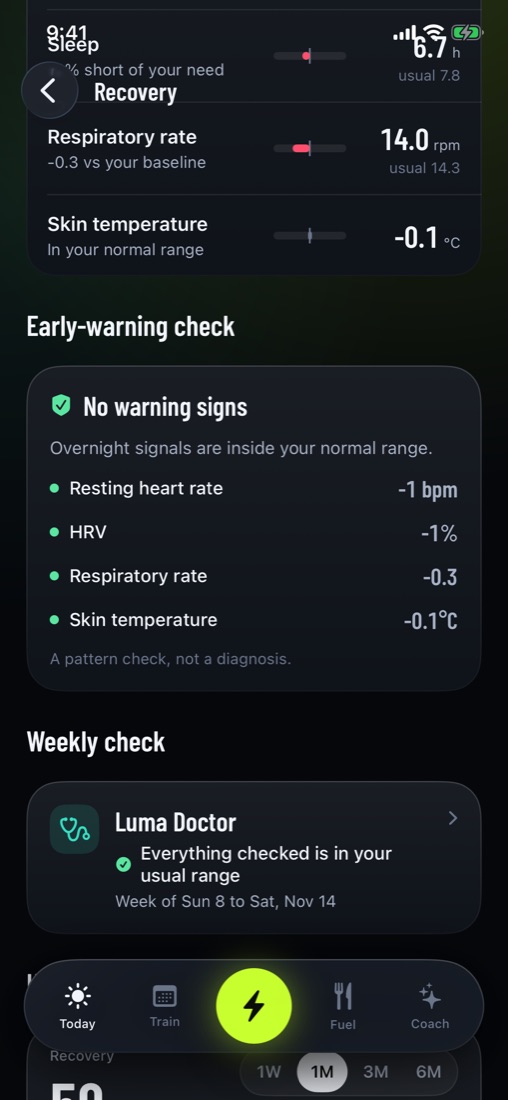 9:41
Sleep
6.7 h
% short of your need
usual 7.8
Recovery
Respiratory rate
14.0 rpm
-0.3 vs your baseline
usual 14.3
Skin temperature
-0.1 °C
In your normal range
Early-warning check
No warning signs
Overnight signals are inside your normal range.
Resting heart rate
-1 bpm
HRV
-1%
Respiratory rate
-0.3
Skin temperature
-0.1°C
A pattern check, not a diagnosis.
Weekly check
Luma Doctor
Everything checked is in your
usual range
Week of Sun 8 to Sat, Nov 14
Today
Train
Fuel
Coach
Recovery
1W
1M
3M
6M